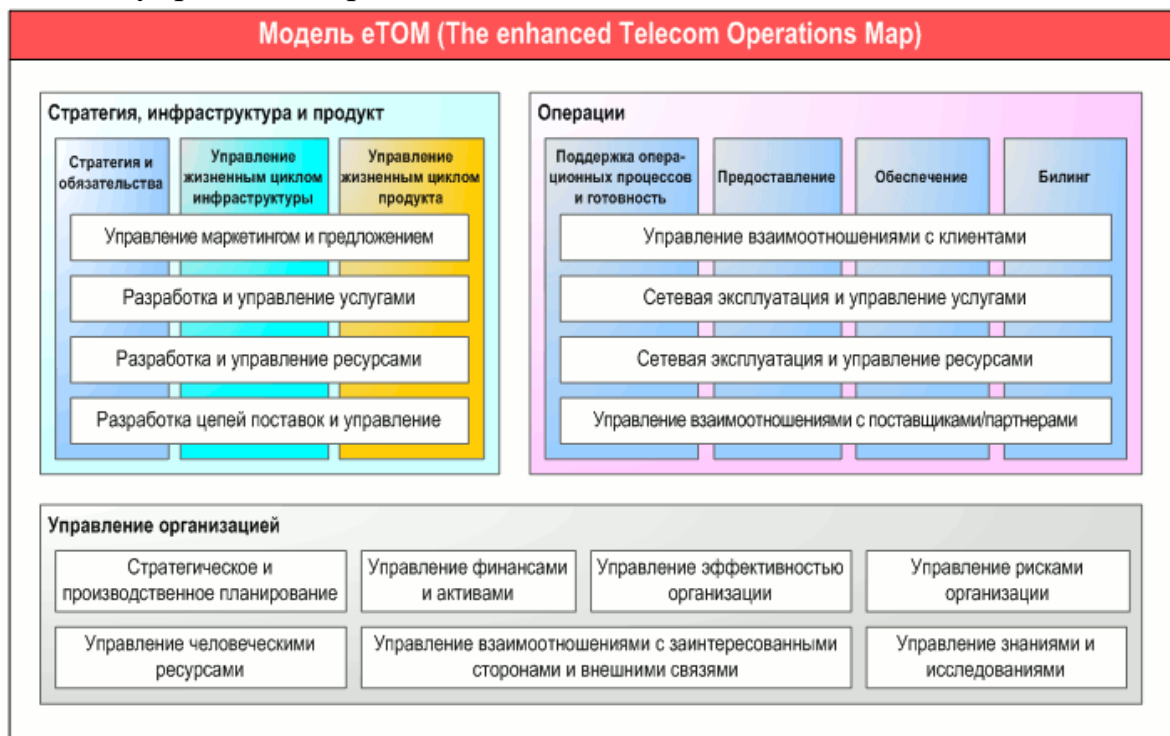 Модель eTOM (The enhanced Telecom Operations Map)
Стратегия, инфраструктура и продукт
Стратегия и
обязательства
Управление
жизненным циклом
инфраструктуры
Управление
жизненным циклом
продукта
Управление маркетингом и предложением
Разработка и управление услугами
Разработка и управление ресурсами
Разработка цепей поставок и управление
Операции
Поддержка опера-
ционных процессов
и готовность
Предоставление
Обеспечение
Билинг
Управление взаимоотношениями с клиентами
Сетевая эксплуатация и управление услугами
Сетевая эксплуатация и управление ресурсами
Управление взаимоотношениями с поставщиками/партнерами
Управление организацией
Стратегическое и
производственное планирование
Управление финансами
и активами
Управление эффективностью
организации
Управление рисками
организации
Управление человеческими
ресурсами
Управление взаимоотношениями с заинтересованными
сторонами и внешними связями
Управление знаниями и
исследованиями